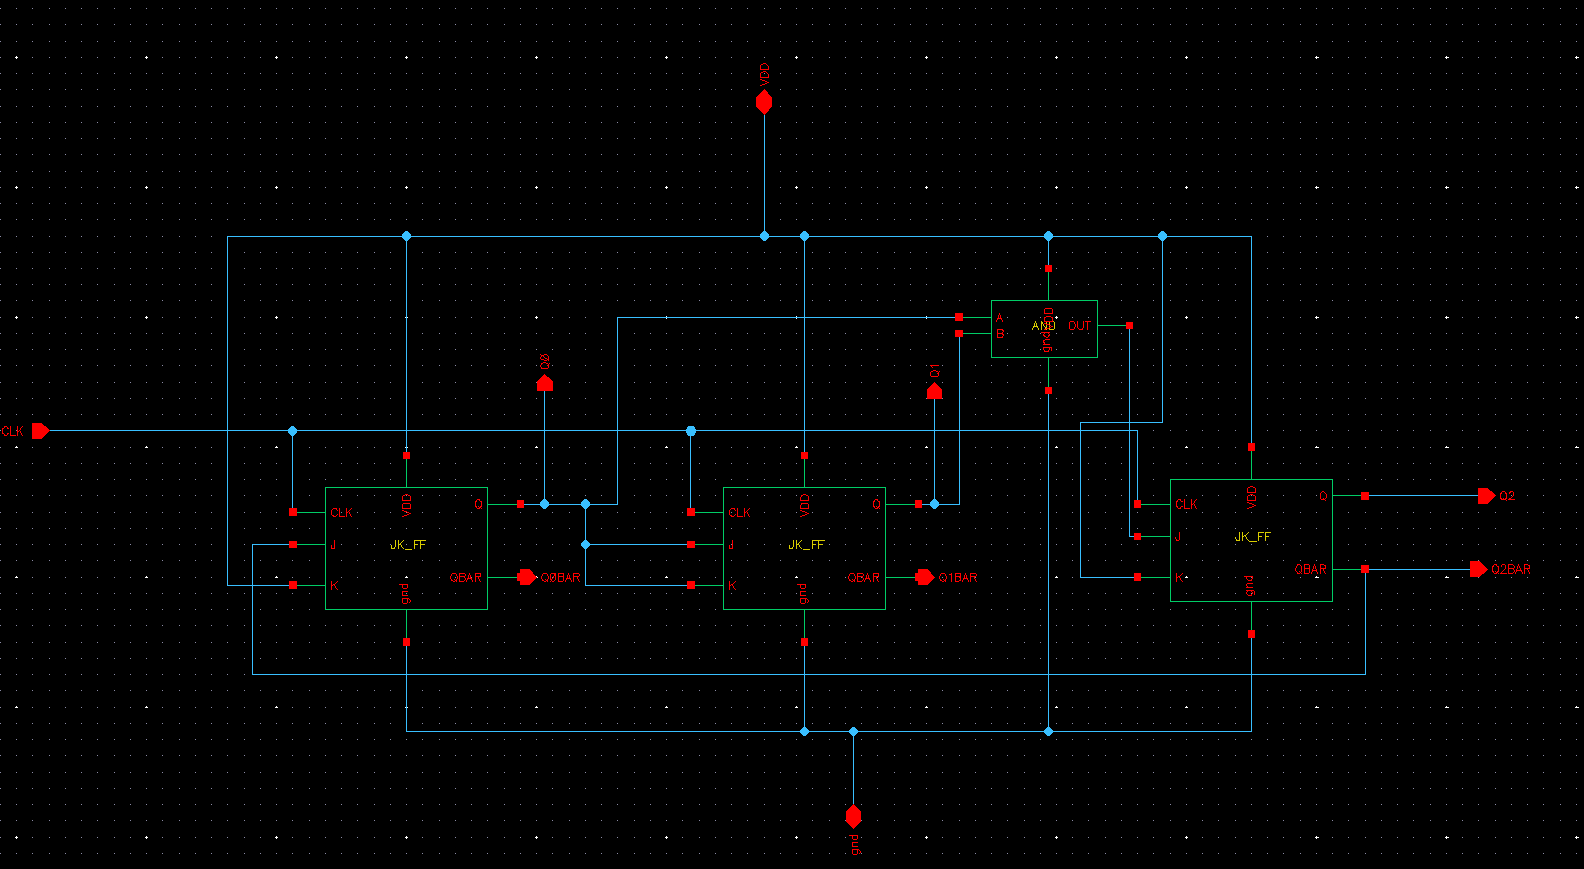 VDD
Q0
Q1
A
B
AND
OUT
VDD
gnd
CLK
CLK
J
K
VDD
JK_FF
gnd
Q
QBAR
Q0BAR
CLK
J
K
VDD
JK_FF
gnd
Q
QBAR
Q1BAR
CLK
J
K
VDD
JK_FF
gnd
Q
QBAR
Q2
Q2BAR
gnd